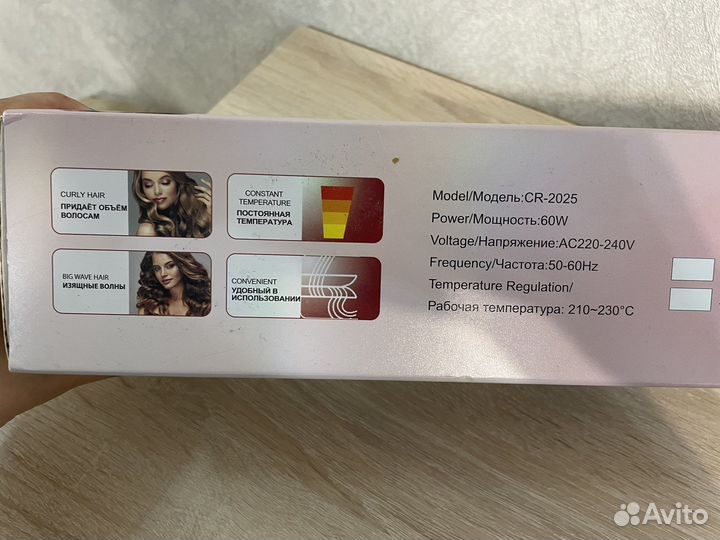 CURLY HAIR
ПРИДАЁТ ОБЪЁМ
ВОЛОСАМ
CONSTANT
TEMPERATURE
ПОСТОЯННАЯ
ТЕМПЕРАТУРА
BIG WAVE HAIR
ИЗЯЩНЫЕ ВОЛНЫ
CONVENIENT
УДОБНЫЙ В
ИСПОЛЬЗОВАНИИ
Model/Модель:CR-2025
Power/Мощность:60W
Voltage/Напряжение:AC220-240V
Frequency/Частота:50-60Hz
Temperature Regulation/
Рабочая температура: 210~230°C
Avito